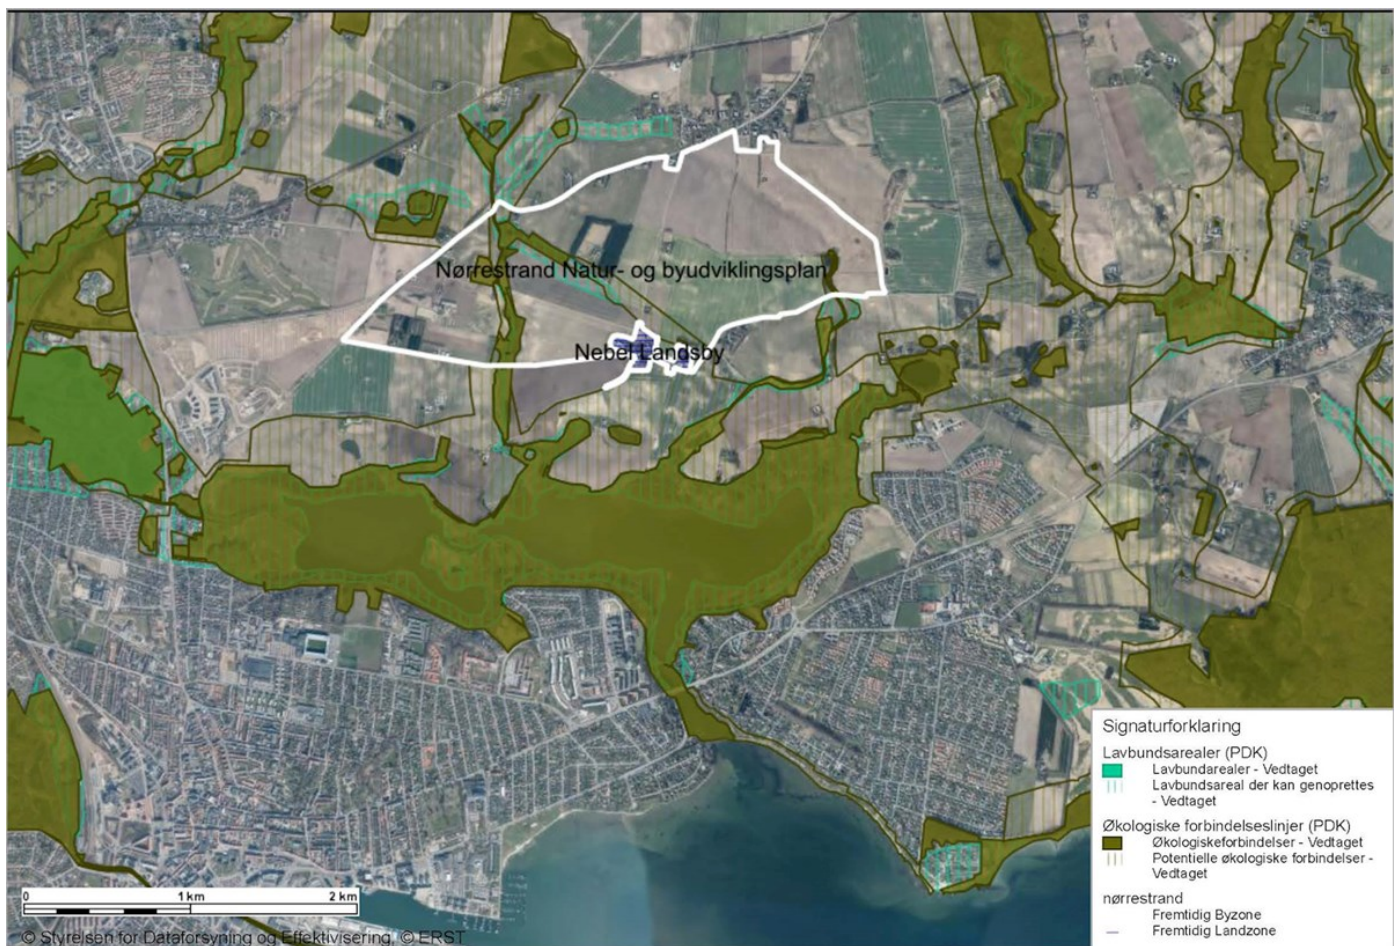 Nørrestrand Natur- og byudviklingsplan
Nebel Landsby
Signaturforklaring
Lavbundsarealer (PDK)
Lavbundarealer - Vedtaget
Lavbundsareal der kan genoprettes
- Vedtaget
Økologiske forbindelseslinjer (PDK)
Økologiskeforbindelser - Vedtaget
Potentielle økologiske forbindelser -
Vedtaget
nørrestrand
Fremtidig Byzone
Fremtidig Landzone
0 1 km 2 km
© Styrelsen for Dataforsyning og Effektivisering, © ERST